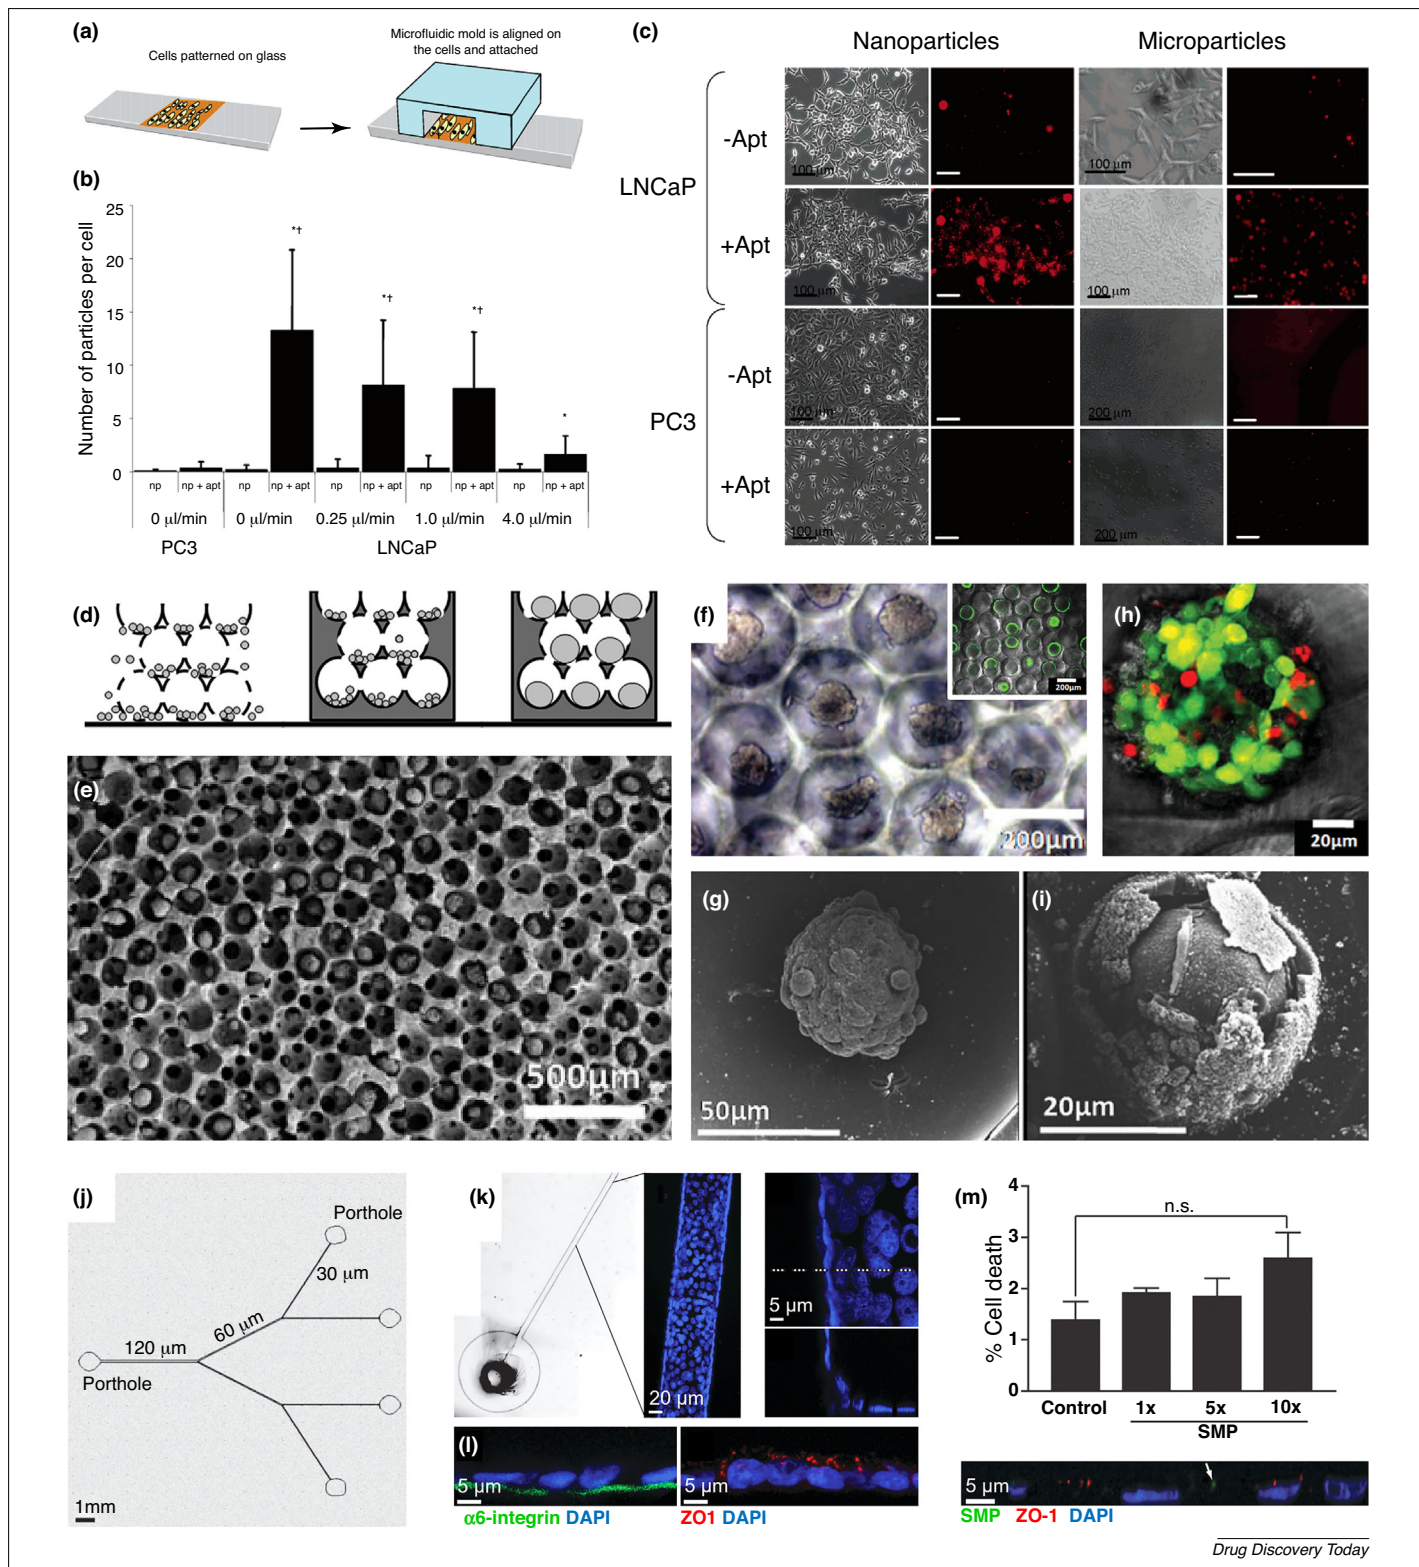 (a)
Cells patterned on glass
Microfluidic mold is aligned on
the cells and attached
(b)
Number of particles per cell
25
20
15
10
5
0
*†
*†
*†
*
np
np + apt
np
np + apt
np
np + apt
np
np + apt
np
np + apt
0 µl/min
0 µl/min
0.25 µl/min
1.0 µl/min
4.0 µl/min
PC3
LNCaP
(c)
Nanoparticles
Microparticles
LNCaP
-Apt
+Apt
PC3
-Apt
+Apt
100 µm
100 µm
100 µm
100 µm
100 µm
200 µm
100 µm
200 µm
(d)
(e)
500µm
(f)
200µm
200µm
(h)
20µm
(g)
50µm
(i)
20µm
(j)
Porthole
30 µm
60 µm
120 µm
Porthole
1mm
(k)
20 µm
5 µm
(l)
5 µm
5 µm
α6-integrin DAPI
ZO1 DAPI
(m)
% Cell death
4
3
2
1
0
n.s.
Control
1x
5x
10x
SMP
5 µm
SMP ZO-1 DAPI
Drug Discovery Today